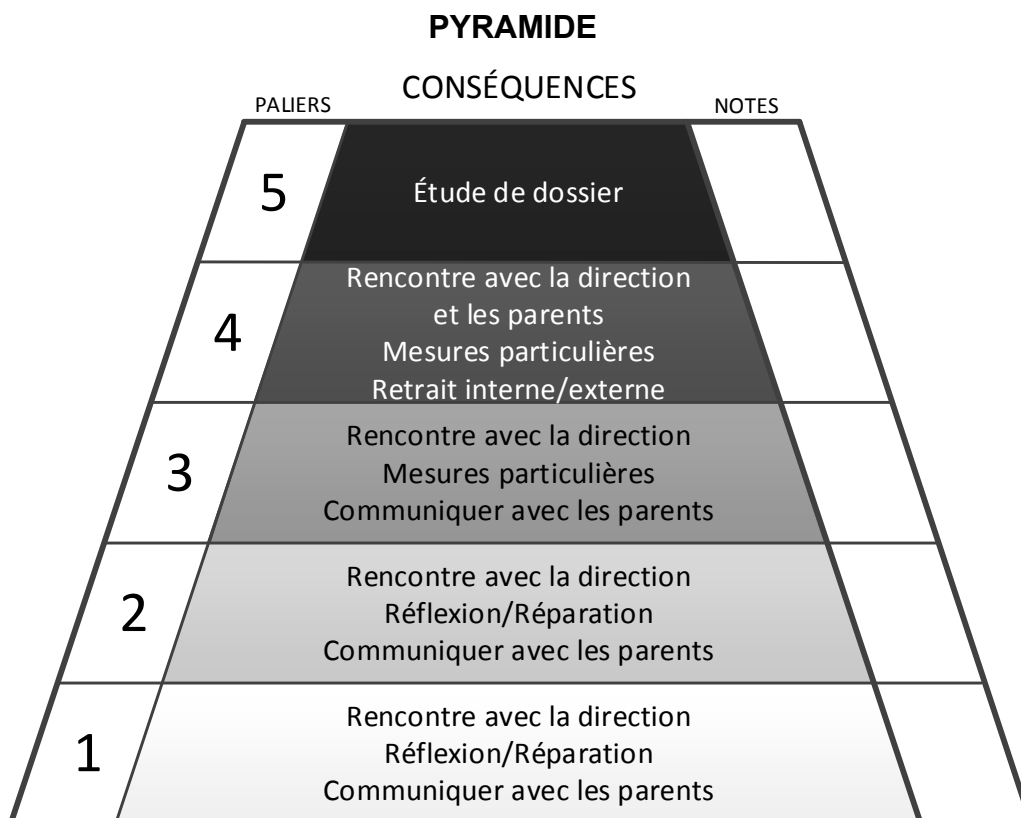 PYRAMIDE
CONSÉQUENCES
PALIERS
NOTES
5
Étude de dossier
4
Rencontre avec la direction
et les parents
Mesures particulières
Retrait interne/externe
3
Rencontre avec la direction
Mesures particulières
Communiquer avec les parents
2
Rencontre avec la direction
Réflexion/Réparation
Communiquer avec les parents
1
Rencontre avec la direction
Réflexion/Réparation
Communiquer avec les parents